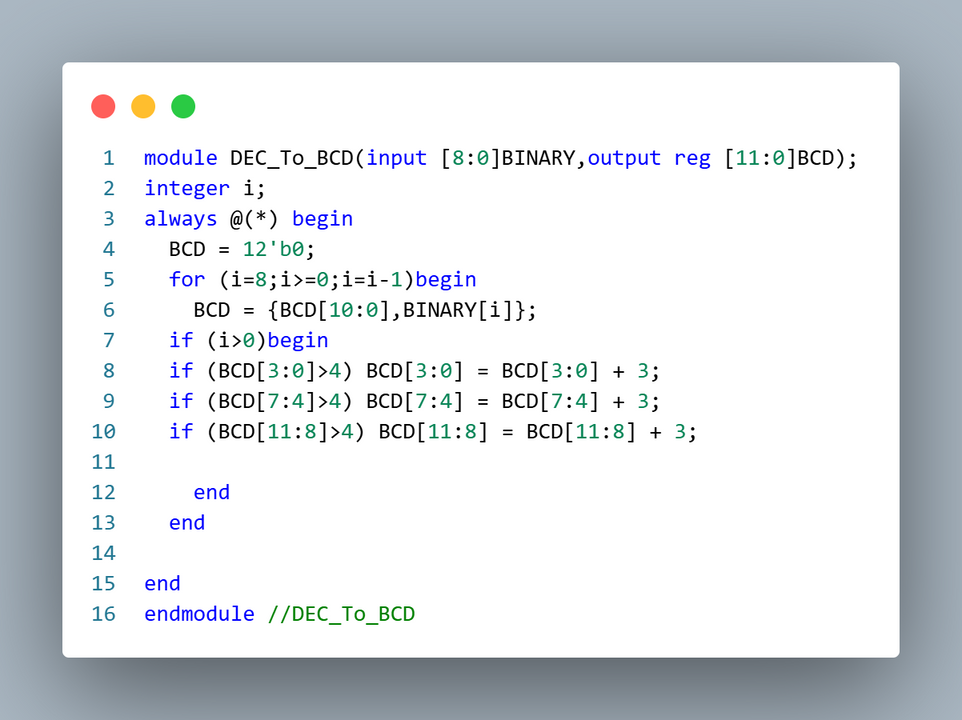 1 module DEC_To_BCD(input [8:0]BINARY,output reg [11:0]BCD);
2 integer i;
3 always @(*) begin
4   BCD = 12'b0;
5   for (i=8;i>=0;i=i-1)begin
6     BCD = {BCD[10:0],BINARY[i]};
7   if (i>0)begin
8   if (BCD[3:0]>4) BCD[3:0] = BCD[3:0] + 3;
9   if (BCD[7:4]>4) BCD[7:4] = BCD[7:4] + 3;
10   if (BCD[11:8]>4) BCD[11:8] = BCD[11:8] + 3;
11
12     end
13   end
14
15 end
16 endmodule //DEC_To_BCD